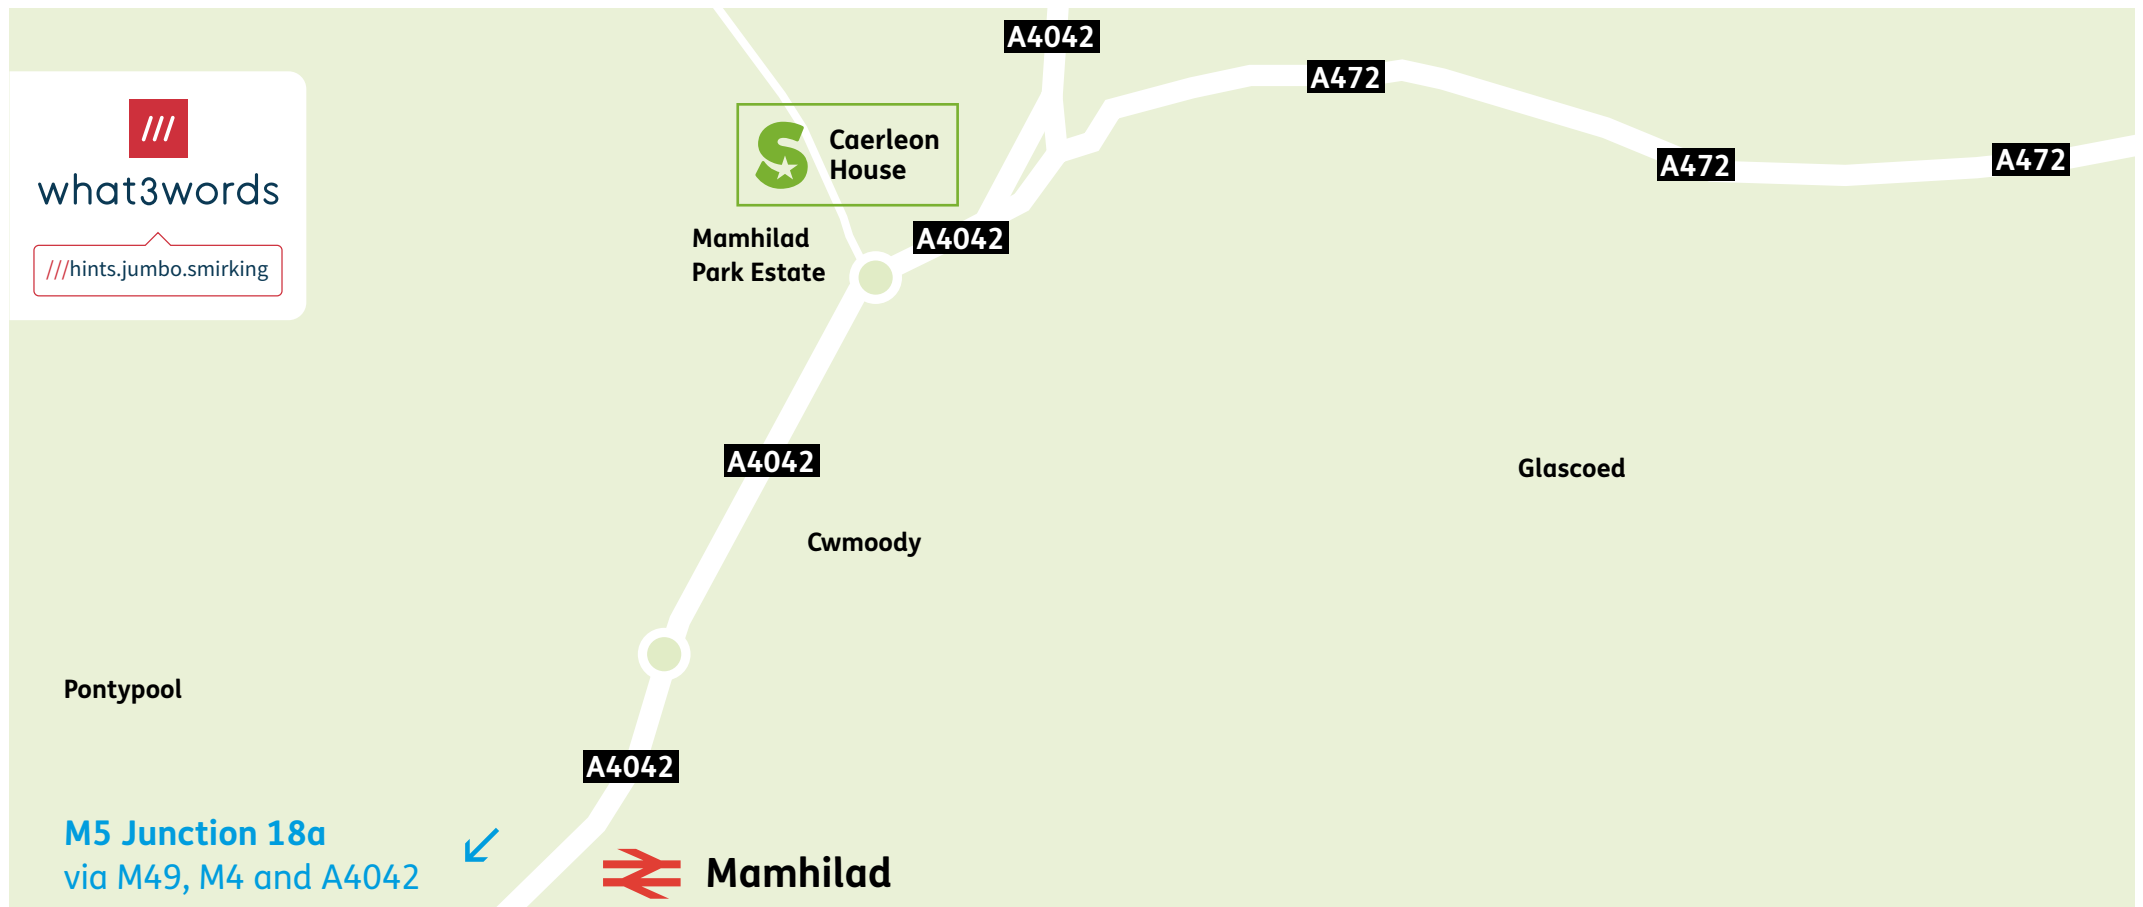 A4042
A472
what3words
///hints.jumbo.smirking
Caerleon
House
A472
A472
Mamhilad
Park Estate
A4042
A4042
Glascoed
Cwmoody
Pontypool
A4042
M5 Junction 18a
via M49, M4 and A4042
Mamhilad